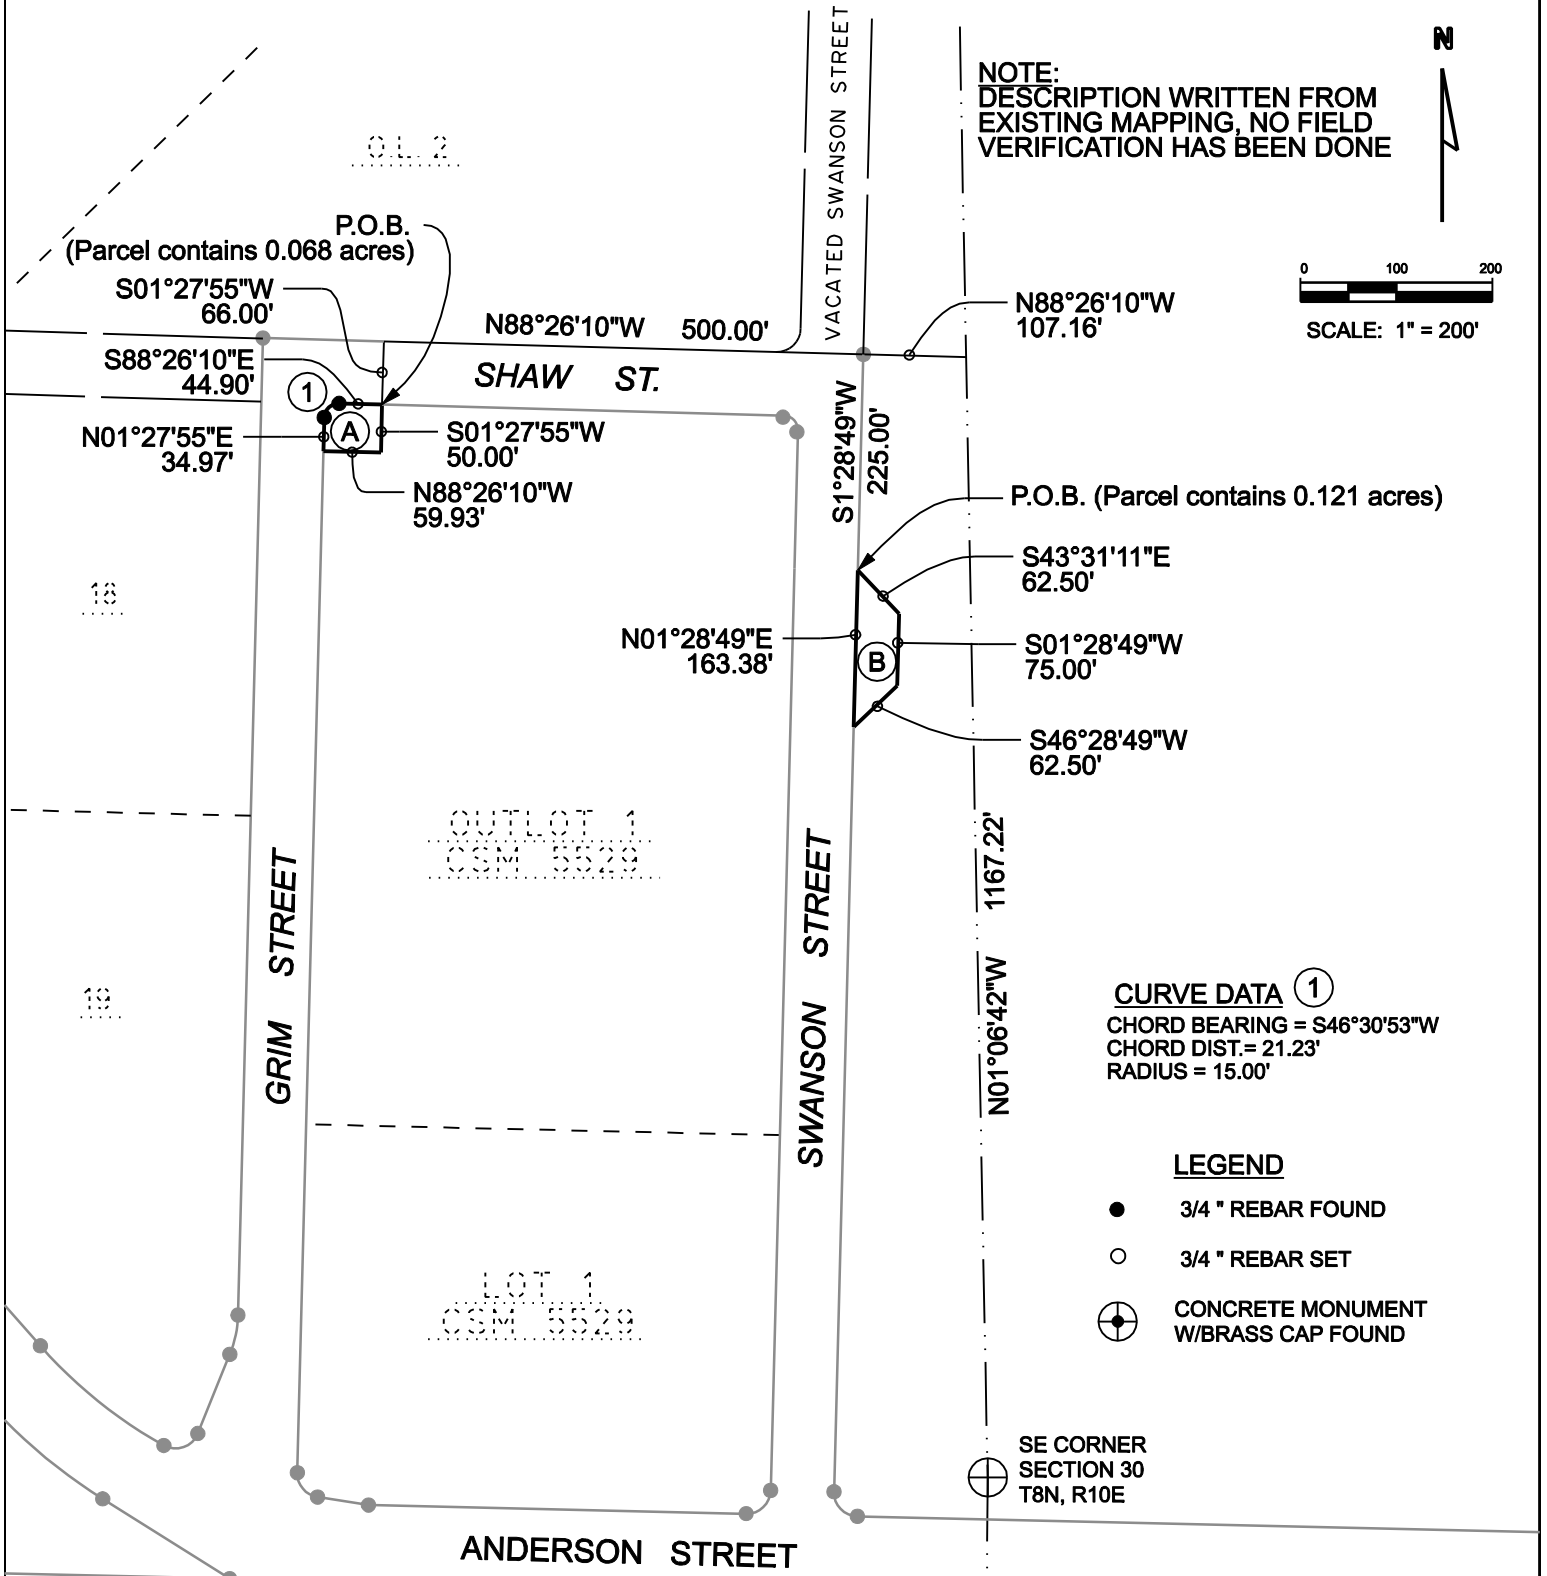 N
NOTE:
DESCRIPTION WRITTEN FROM
EXISTING MAPPING, NO FIELD
VERIFICATION HAS BEEN DONE
VACATED SWANSON STREET
O.L. 2
P.O.B.
(Parcel contains 0.068 acres)
S01°27'55"W
66.00'
N88°26'10"W 500.00'
N88°26'10"W
107.16'
0 100 200
SCALE: 1" = 200'
S88°26'10"E
44.90'
1
SHAW ST.
A
N01°27'55"E
34.97'
S01°27'55"W
50.00'
N88°26'10"W
59.93'
S1°28'49"W
225.00'
P.O.B. (Parcel contains 0.121 acres)
S43°31'11"E
62.50'
18
N01°28'49"E
163.38'
B
S01°28'49"W
75.00'
S46°28'49"W
62.50'
OUTLOT 1
CSM 5529
GRIM STREET
SWANSON STREET
N01°06'42"W 1167.22'
19
CURVE DATA 1
CHORD BEARING = S46°30'53"W
CHORD DIST.= 21.23'
RADIUS = 15.00'
LEGEND
3/4 " REBAR FOUND
3/4 " REBAR SET
CONCRETE MONUMENT
W/BRASS CAP FOUND
LOT 1
CSM 5529
SE CORNER
SECTION 30
T8N, R10E
ANDERSON STREET